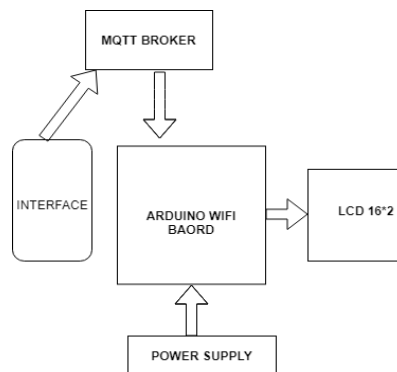 MQTT BROKER
INTERFACE
ARDUINO WIFI
BAORD
LCD 16*2
POWER SUPPLY